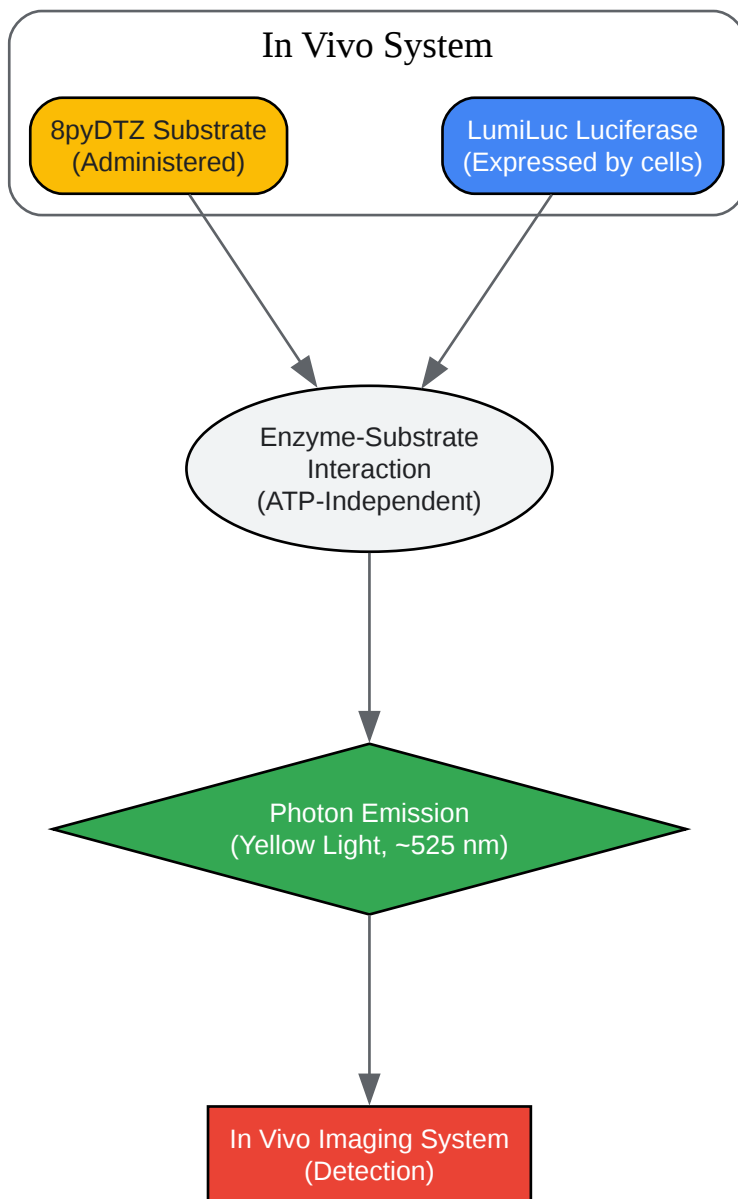 In Vivo System
8pyDTZ Substrate
(Administered)
LumiLuc Luciferase
(Expressed by cells)
Enzyme-Substrate
Interaction
(ATP-Independent)
Photon Emission
(Yellow Light, ~525 nm)
In Vivo Imaging System
(Detection)